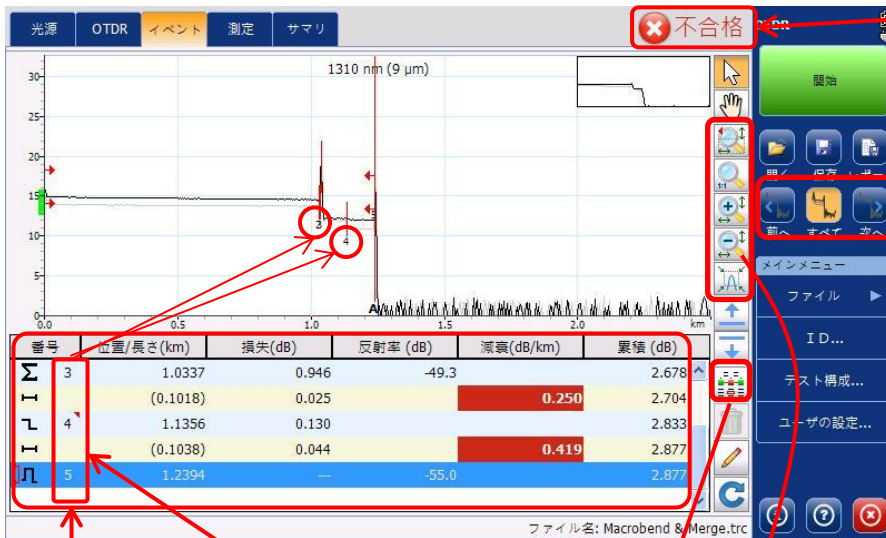 光源 OTDR イベント 測定 サマリ 不合格
1310 nm (9 µm)
30
25
20
15
10
5
0
0.0 0.5 1.0 1.5 2.0 km
3
4
A
番号 位置/長さ(km) 損失(dB) 反射率 (dB) 減衰(dB/km) 累積 (dB)
Σ 3 1.0337 0.946 -49.3 2.678
(0.1018) 0.025 0.250 2.704
4 1.1356 0.130 2.833
(0.1038) 0.044 0.419 2.877
5 1.2394 --- -55.0 2.877
ファイル名: Macrobend & Merge.trc
開始
開く 保存
前へ すべて 次へ
メインメニュー
ファイル
ID...
テスト構成...
ユーザの設定...